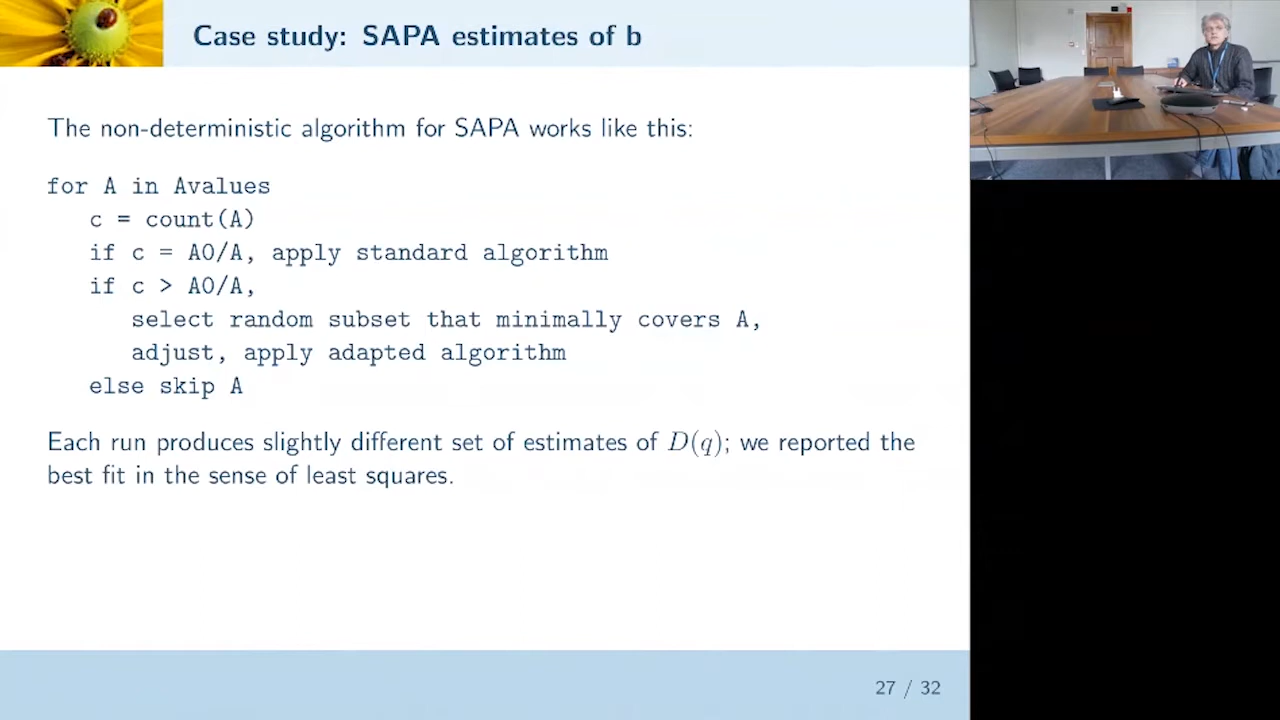 Case study: SAPA estimates of b
The non-deterministic algorithm for SAPA works like this:
for A in Avalues
c = count(A)
if c = A0/A, apply standard algorithm
if c > A0/A,
select random subset that minimally covers A,
adjust, apply adapted algorithm
else skip A
Each run produces slightly different set of estimates of D(q); we reported the
best fit in the sense of least squares.
27 / 32